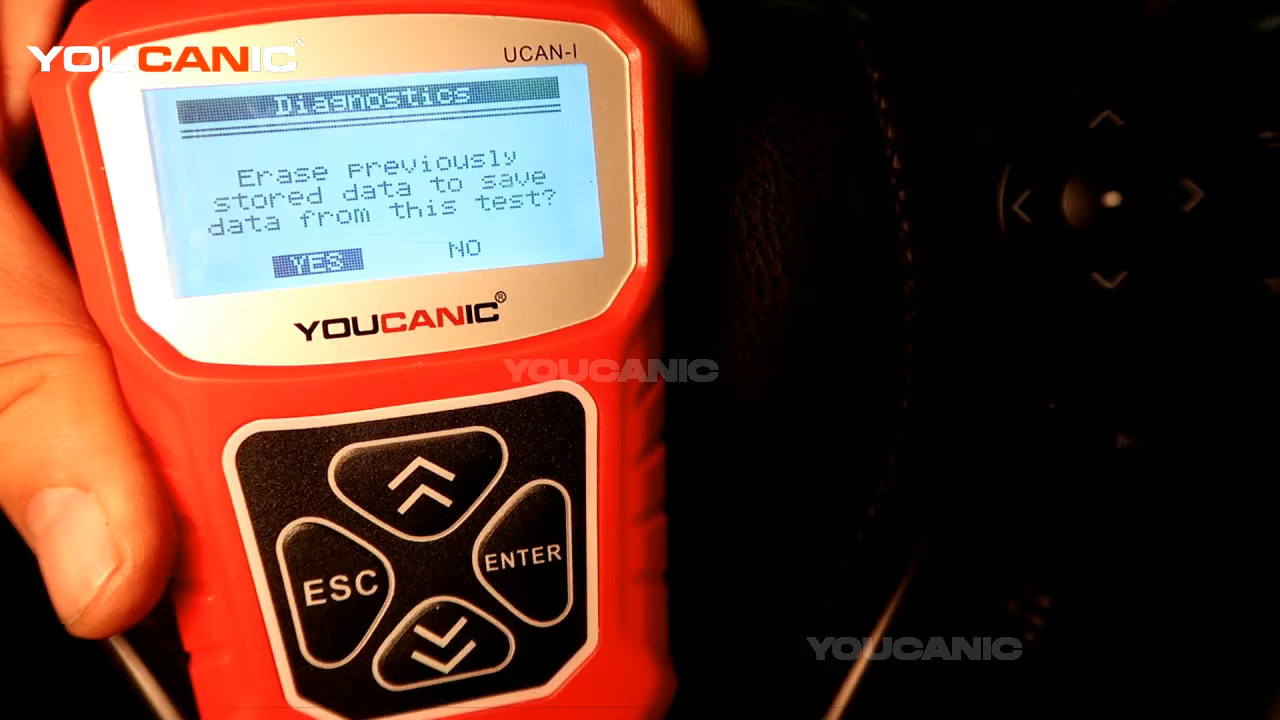 YOUCANIC
UCAN-I
Diagnostics
Erase previously
stored data to save
data from this test?
YES NO
YOUCANIC®
YOUCANIC
ENTER
ESC
YOUCANIC